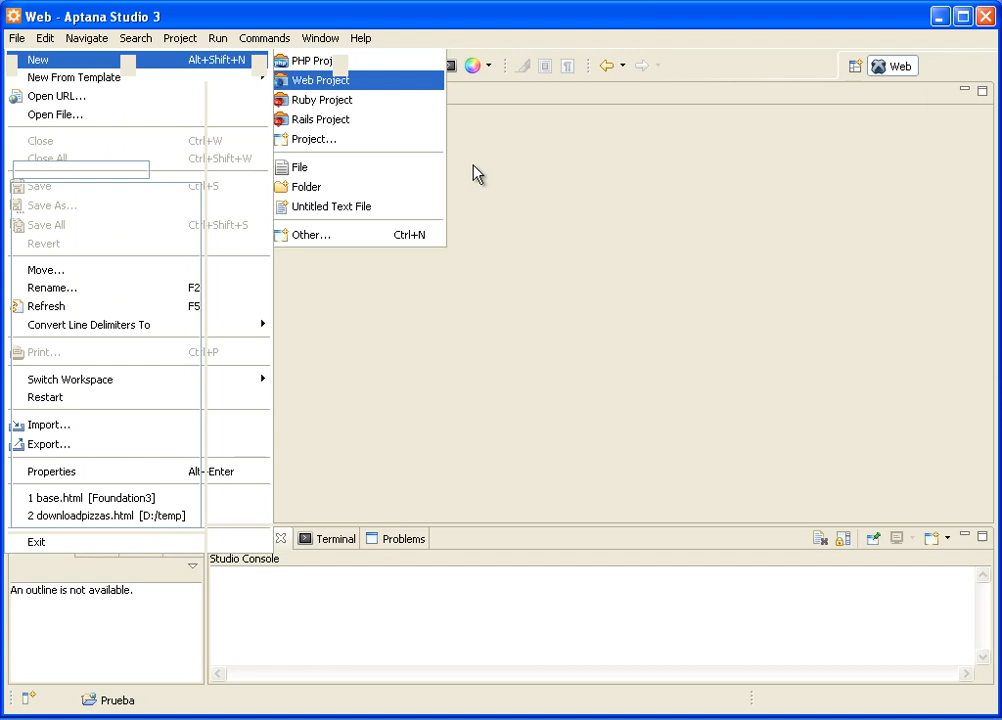 Web - Aptana Studio 3
File Edit Navigate Search Project Run Commands Window Help
New Alt+Shift+N
New From Template
Open URL...
Open File...
Close Ctrl+W
Close All Ctrl+Shift+W
Save Ctrl+S
Save As...
Save All Ctrl+Shift+S
Revert
Move...
Rename... F2
Refresh F5
Convert Line Delimiters To
Print... Ctrl+P
Switch Workspace
Restart
Import...
Export...
Properties Alt+Enter
1 base.html [Foundation3]
2 downloadpizzas.html [D:/temp]
Exit
PHP Proj
Web Project
Ruby Project
Rails Project
Project...
File
Folder
Untitled Text File
Other... Ctrl+N
Web
Terminal Problems
Studio Console
An outline is not available.
Prueba